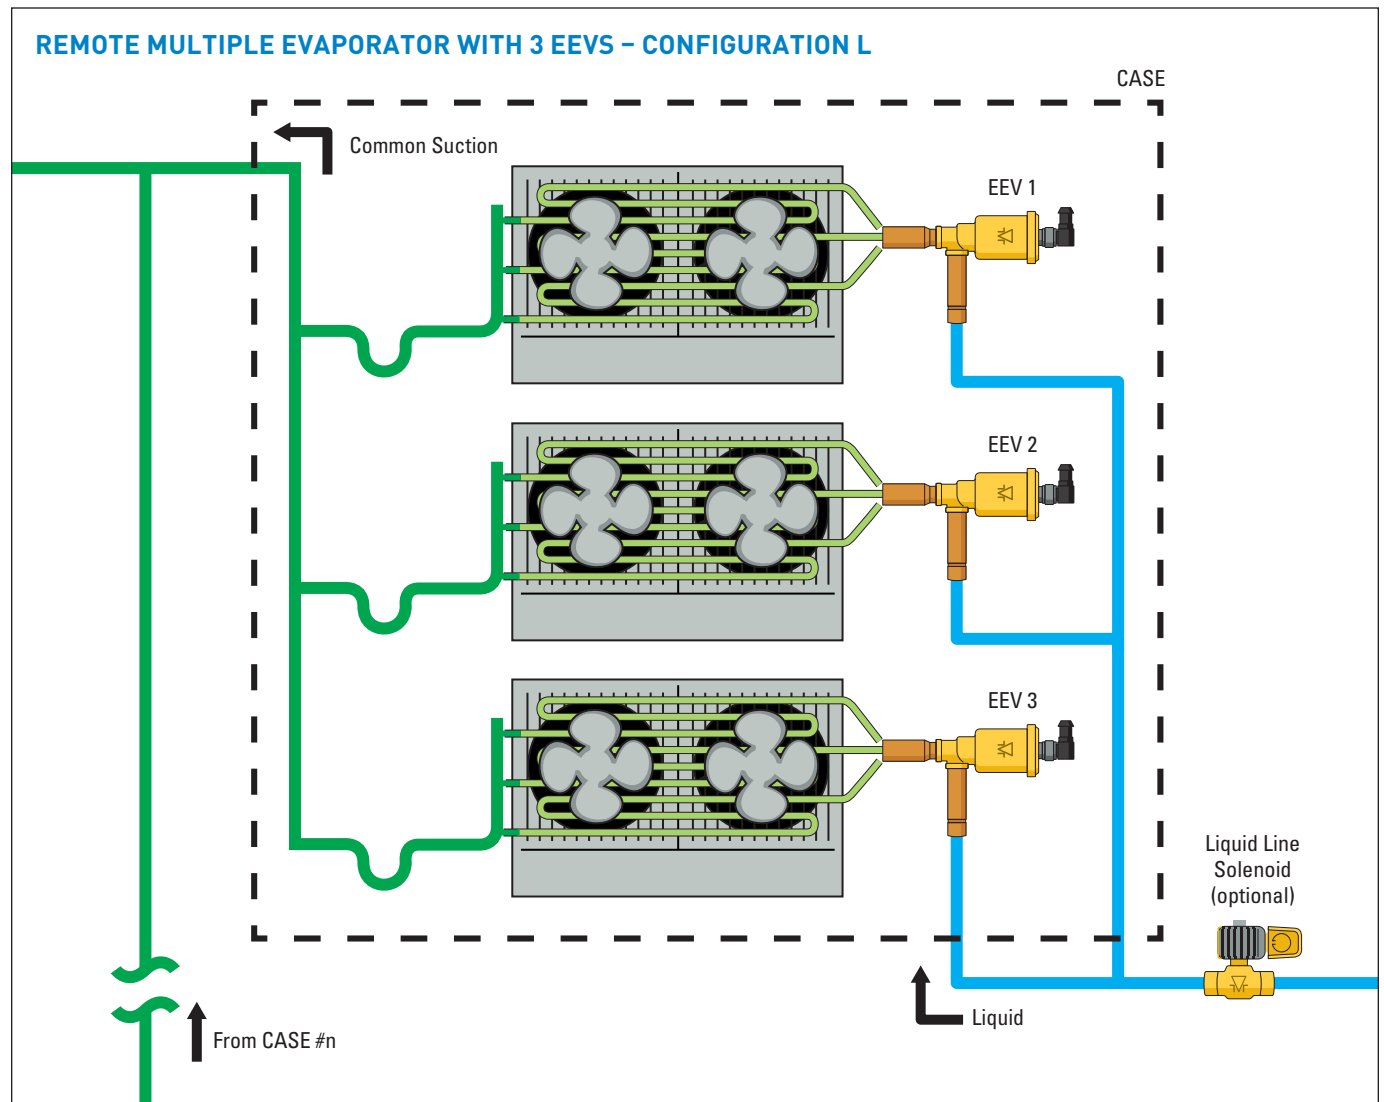 REMOTE MULTIPLE EVAPORATOR WITH 3 EEVS – CONFIGURATION L
CASE
Common Suction
EEV 1
EEV 2
EEV 3
Liquid Line
Solenoid
(optional)
Liquid
From CASE #n